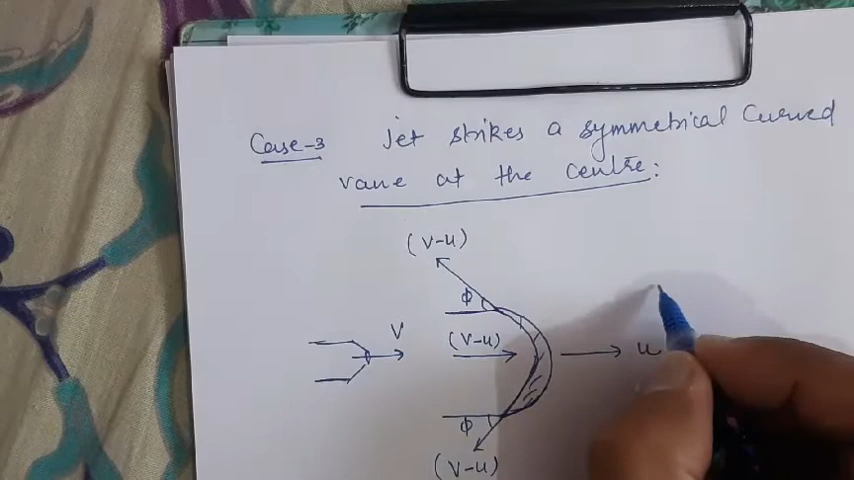 Case-3 jet strikes a symmetrical curved
vane at the centre:
(V-u)
ϕ
V
(V-u)
u
ϕ
(V-u)